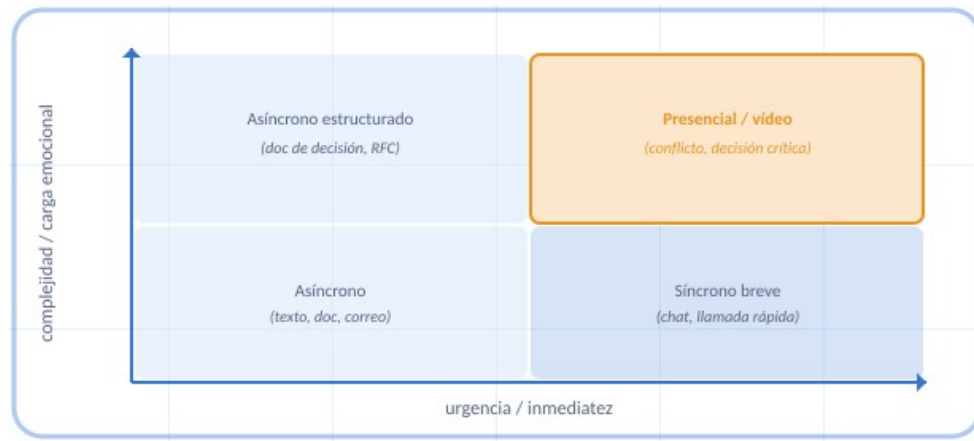 complejidad / carga emocional
Asíncrono estructurado
(doc de decisión, RFC)
Presencial / vídeo
(conflicto, decisión crítica)
Asíncrono
(texto, doc, correo)
Síncrono breve
(chat, llamada rápida)
urgencia / inmediatez